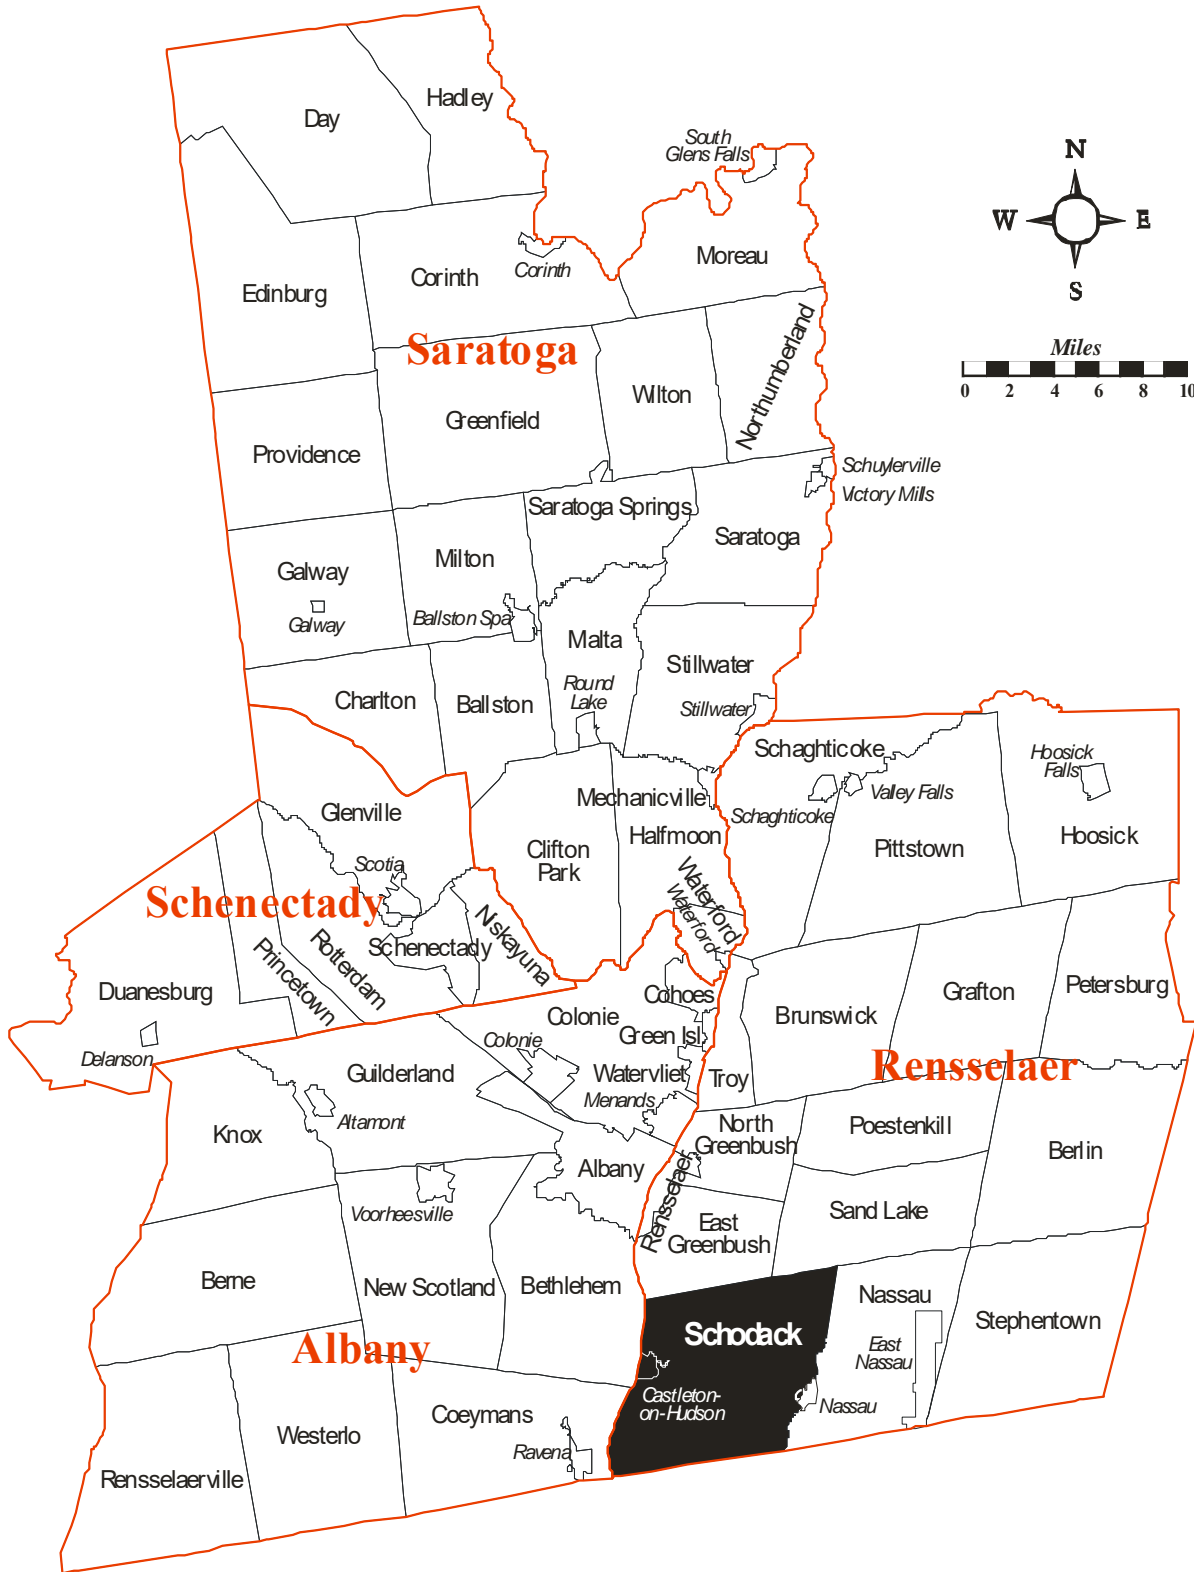 Hadley
Day
South
Glens Falls
N
W
E
S
Moreau
Corinth
Corinth
Edinburg
Saratoga
Miles
0 2 4 6 8 10
Northumberland
Wilton
Greenfield
Providence
Schuylerville
Victory Mills
Saratoga Springs
Saratoga
Milton
Galway
Galway
Ballston Spa
Malta
Stillwater
Round
Lake
Stillwater
Charlton
Ballston
Schaghticoke
Hoosick
Falls
Valley Falls
Schaghticoke
Mechanicville
Halfmoon
Glenville
Hoosick
Pittstown
Clifton
Park
Scotia
Waterford
Waterford
Schenectady
Niskayuna
Schenectady
Rotterdam
Princetown
Duanesburg
Delanson
Cohoes
Colonie
Green Isl.
Colonie
Brunswick
Grafton
Petersburg
Rensselaer
Guilderland
Watervliet
Menands
Troy
Altamont
Knox
North
Greenbush
Poestenkill
Berlin
Albany
Rensselaer
Voorheesville
Sand Lake
East
Greenbush
Berne
New Scotland
Bethlehem
Nassau
Stephentown
Schodack
Albany
East
Nassau
Castleton-
on-Hudson
Nassau
Coeymans
Westerlo
Ravena
Rensselaerville